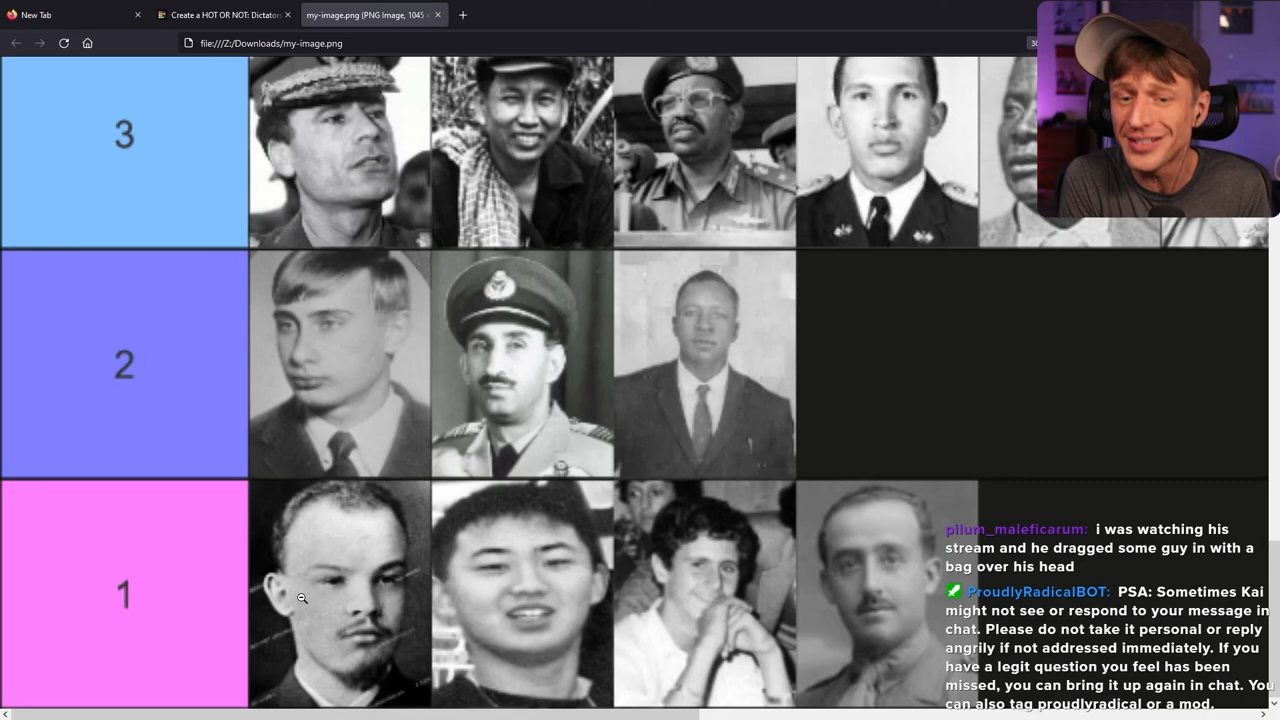 New Tab
Create a HOT OR NOT: Dictator
my-image.png (PNG Image, 1045 ×
file:///Z:/Downloads/my-image.png
30
3
2
1
pilum_maleficarum: i was watching his
stream and he dragged some guy in with a
bag over his head
ProudlyRadicalBOT: PSA: Sometimes Kai
might not see or respond to your message in
chat. Please do not take it personal or reply
angrily if not addressed immediately. If you
have a legit question you feel has been
missed, you can bring it up again in chat. You
can also tag proudlyradical or a mod.